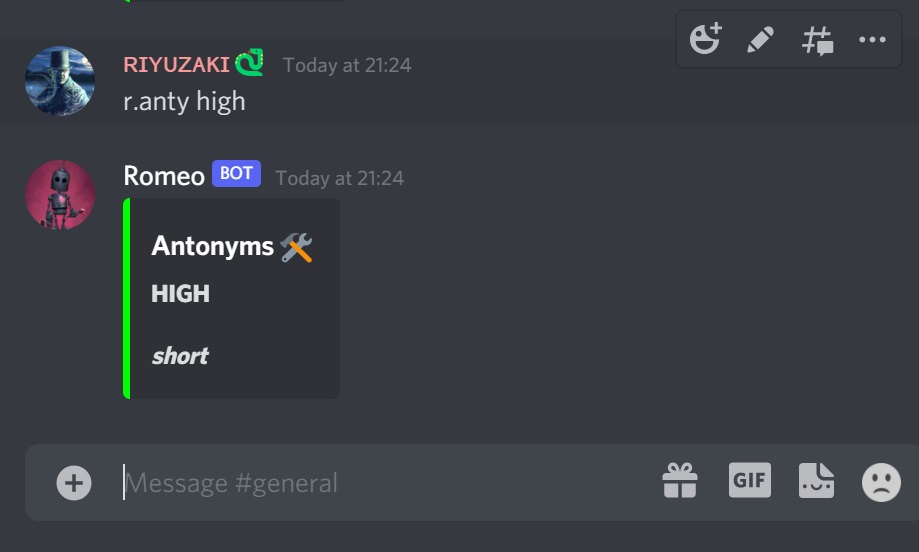 RIYUZAKI Today at 21:24
r.anty high
Romeo BOT Today at 21:24
Antonyms
HIGH
short
Message #general
GIF